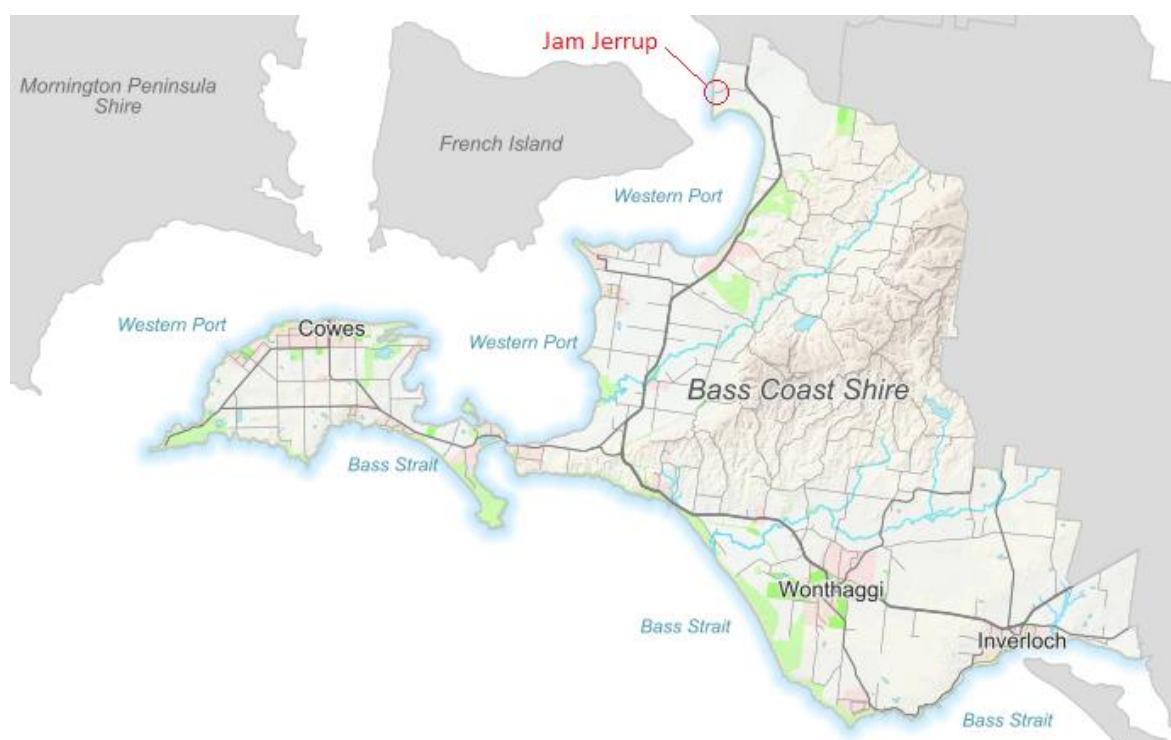 Jam Jerrup
Mornington Peninsula
Shire
French Island
Western Port
Western Port
Cowes
Western Port
Bass Coast Shire
Bass Strait
Wonthaggi
Bass Strait
Inverloch
Bass Strait